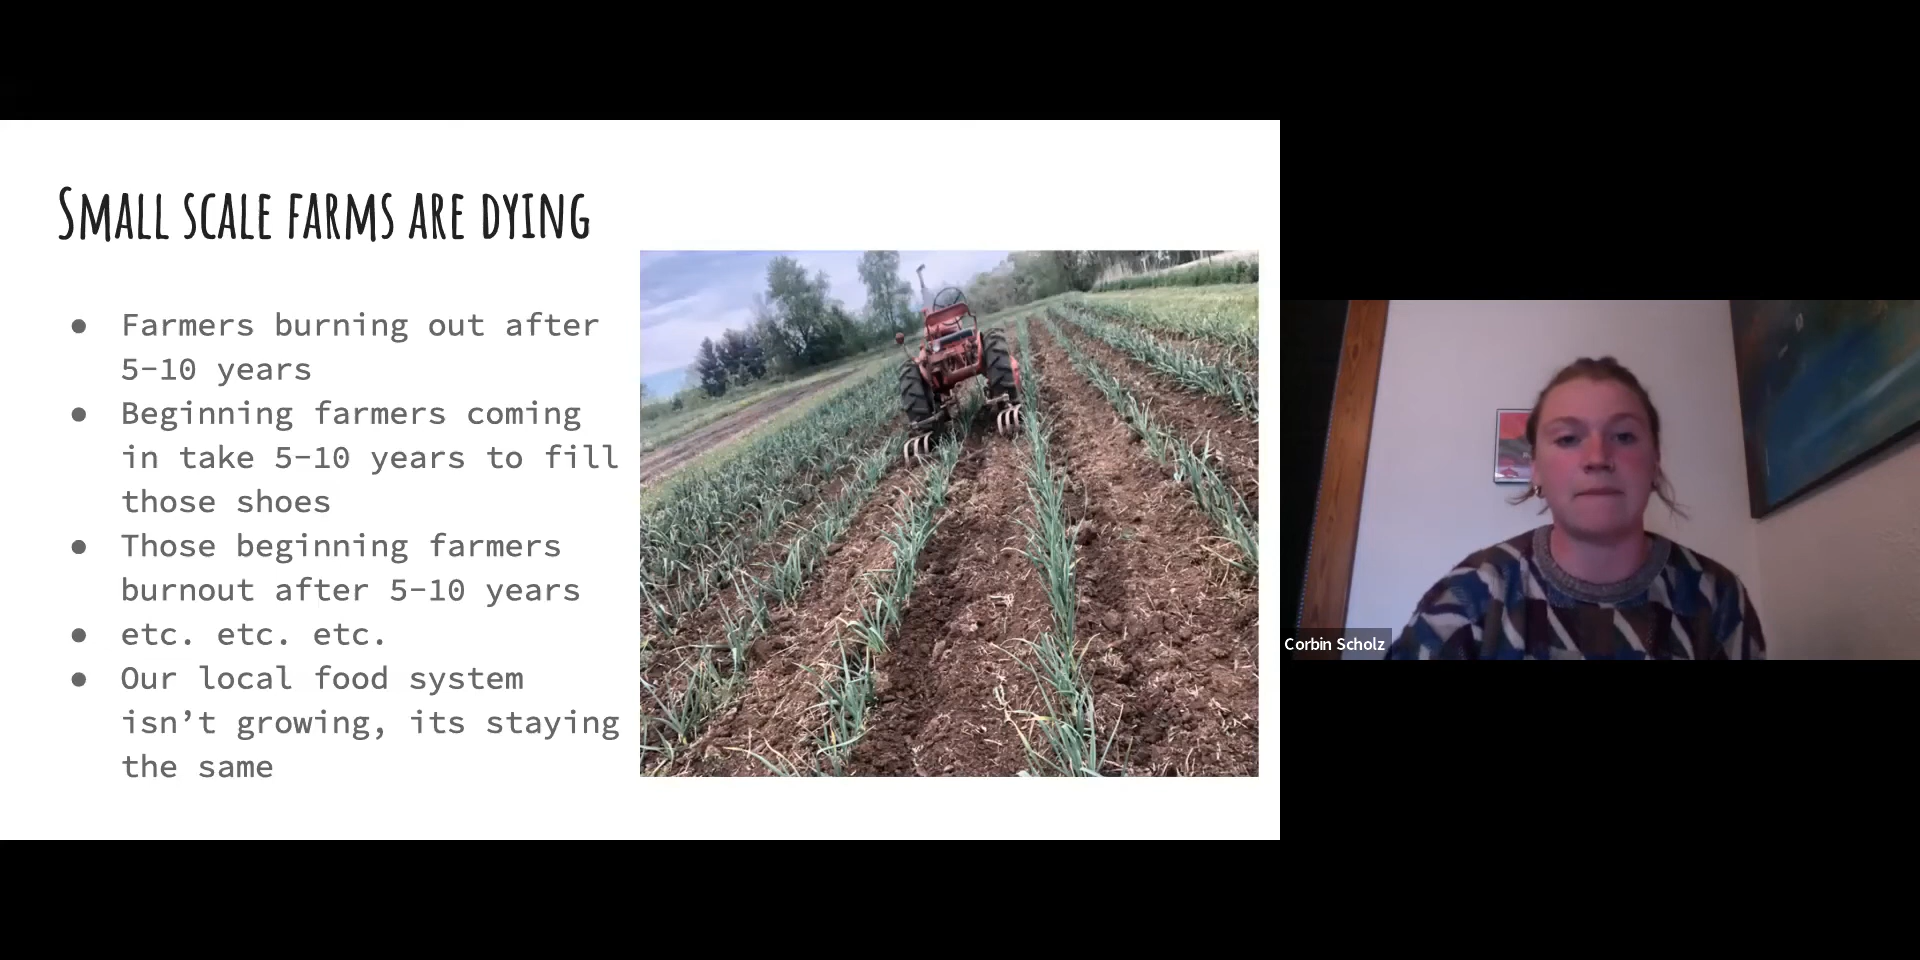 Small scale farms are dying
● Farmers burning out after
5-10 years
● Beginning farmers coming
in take 5-10 years to fill
those shoes
● Those beginning farmers
burnout after 5-10 years
● etc. etc. etc.
● Our local food system
isn’t growing, its staying
the same
Corbin Scholz